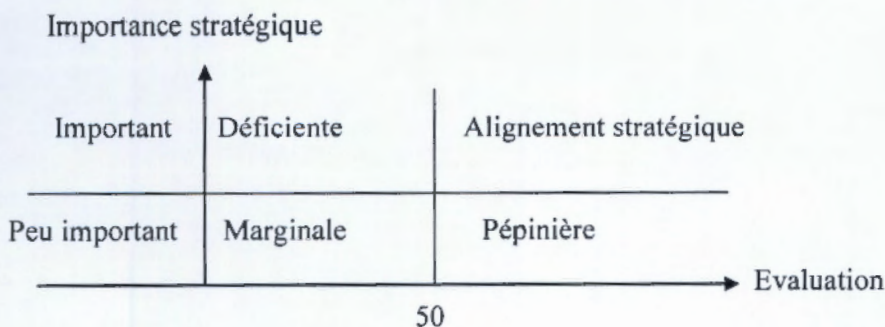 Importance stratégique
Important Déficiente Alignement stratégique
Peu important Marginale Pépinière
Evaluation
50